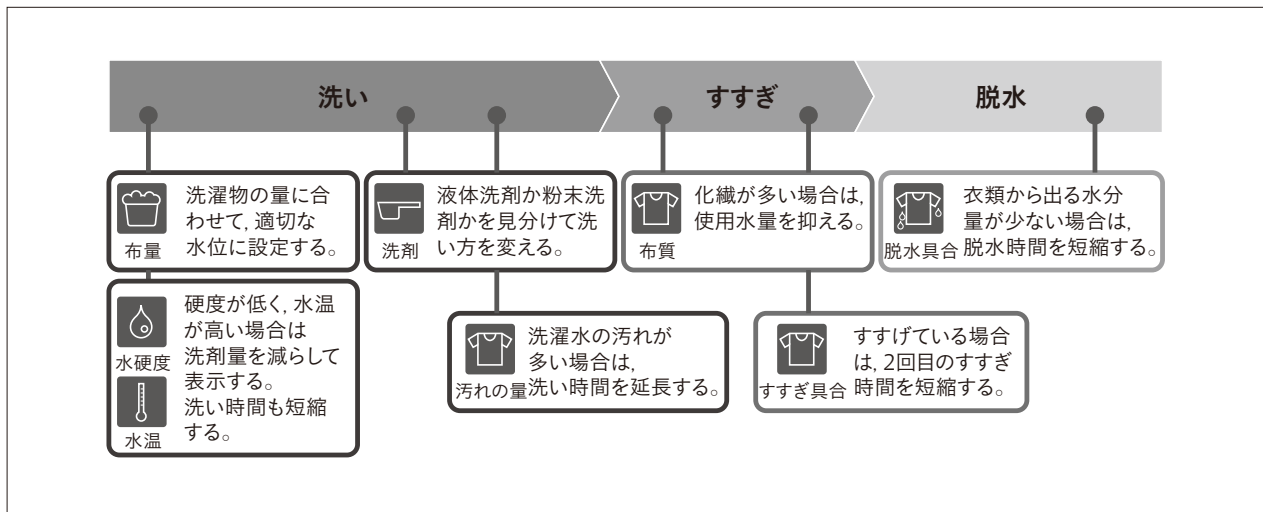 洗い
すすぎ
脱水
布量
洗濯物の量に合
わせて, 適切な
水位に設定する。
水硬度
水温
硬度が低く, 水温
が高い場合は
洗剤量を減らして
表示する。
洗い時間も短縮
する。
洗剤
液体洗剤か粉末洗
剤かを見分けて洗
い方を変える。
汚れの量
洗濯水の汚れが
多い場合は,
洗い時間を延長する。
布質
化繊が多い場合は,
使用水量を抑える。
すすぎ具合
すすげている場合
は, 2回目のすすぎ
時間を短縮する。
脱水具合
衣類から出る水分
量が少ない場合は,
脱水時間を短縮する。